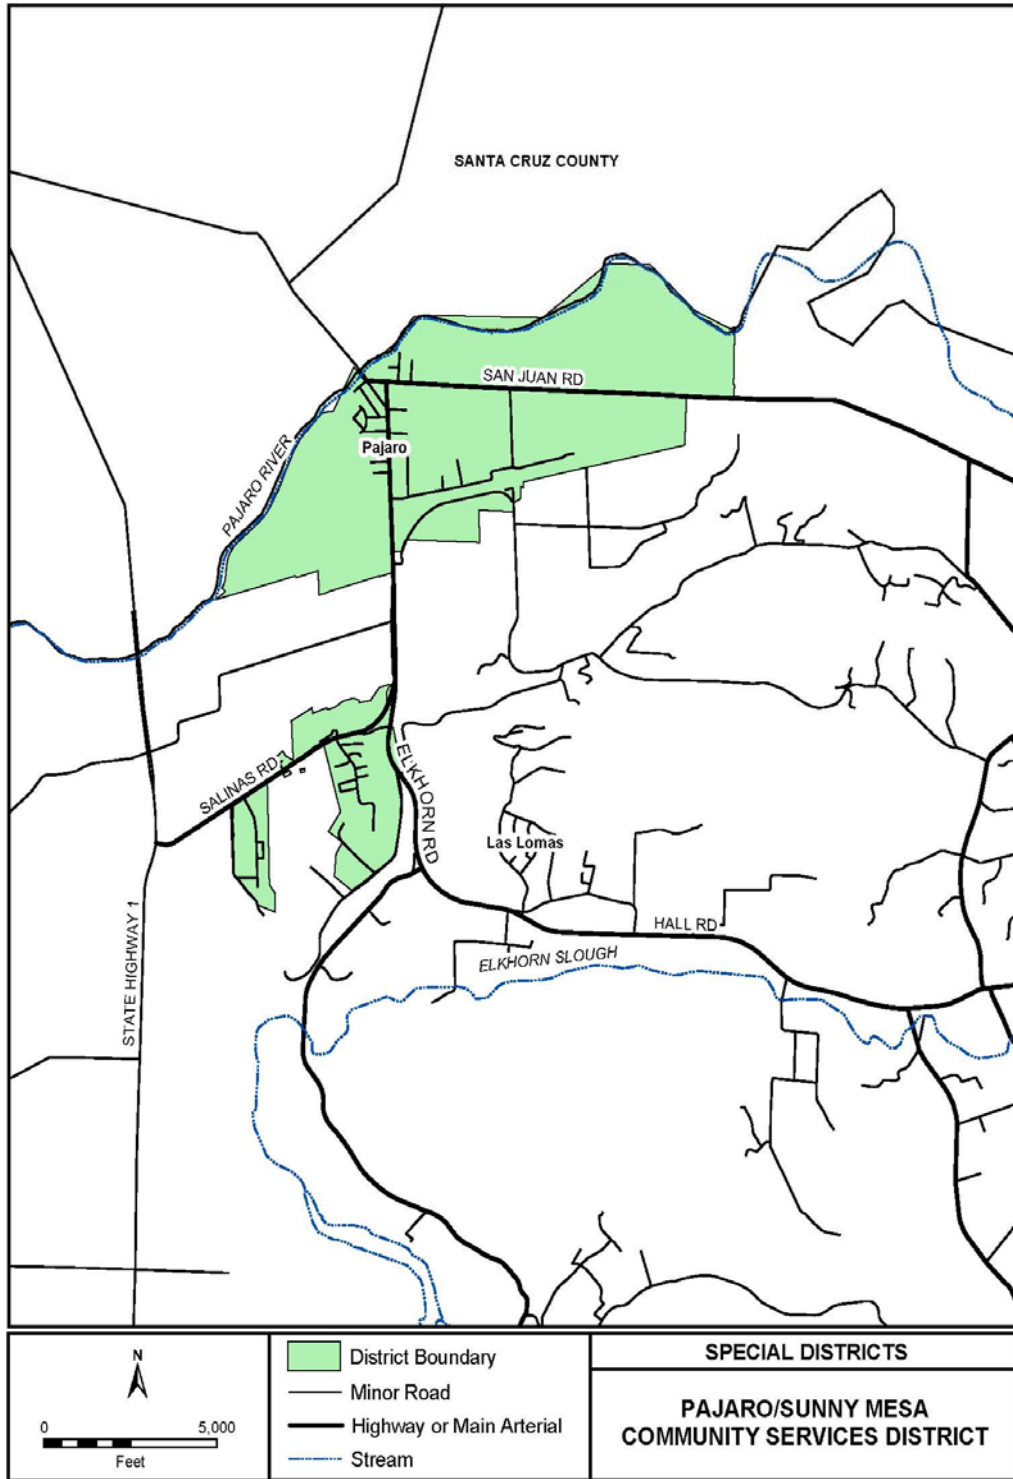 SANTA CRUZ COUNTY
SAN JUAN RD
Pajaro
PAJARO RIVER
SALINAS RD
ELKHORN RD
Las Lomas
HALL RD
ELKHORN SLOUGH
STATE HIGHWAY 1
N
0 5,000
Feet
District Boundary
Minor Road
Highway or Main Arterial
Stream
SPECIAL DISTRICTS
PAJARO/SUNNY MESA
COMMUNITY SERVICES DISTRICT